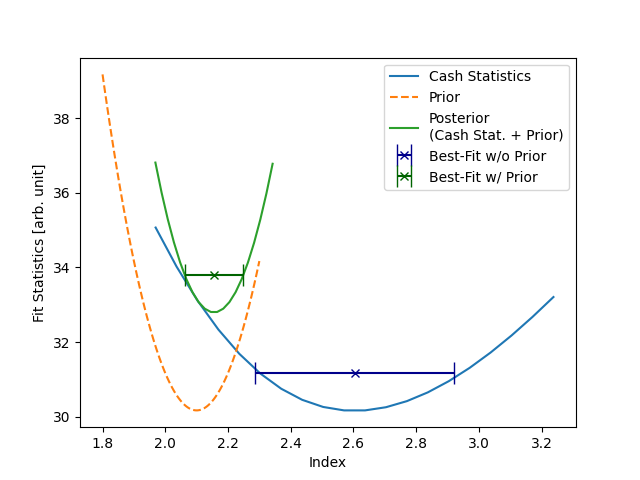 Cash Statistics
Prior
Posterior
(Cash Stat. + Prior)
Best-Fit w/o Prior
Best-Fit w/ Prior
Fit Statistics [arb. unit]
38
36
34
32
30
1.8 2.0 2.2 2.4 2.6 2.8 3.0 3.2
Index